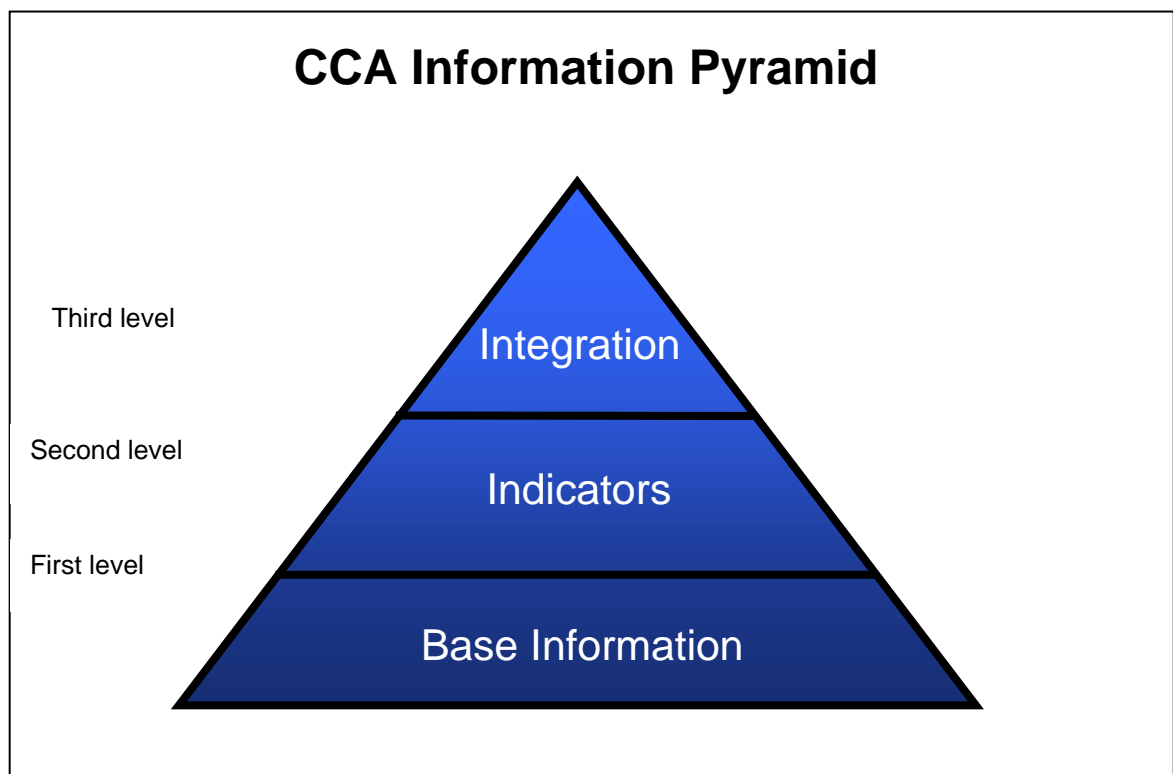 CCA Information Pyramid
Third level
Integration
Second level
Indicators
First level
Base Information